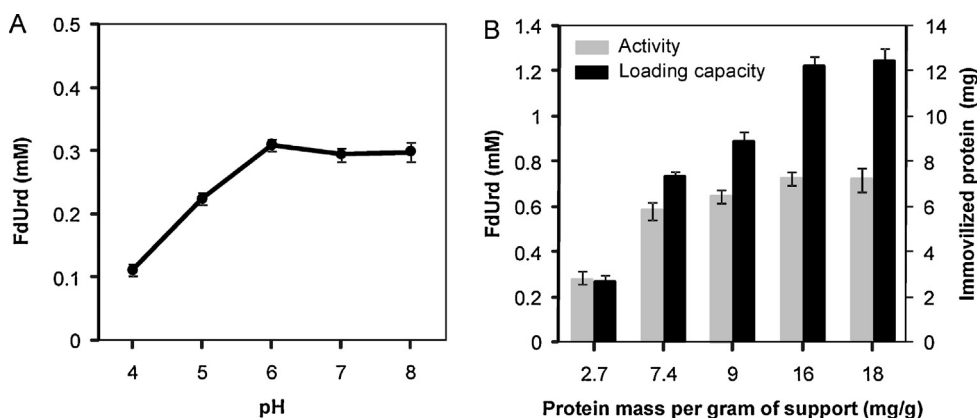 A
0.5
0.4
0.3
0.2
0.1
0
FdUrd (mM)
4 5 6 7 8
pH
B
1.4
1.2
1
0.8
0.6
0.4
0.2
0
FdUrd (mM)
Activity
Loading capacity
14
12
10
8
6
4
2
0
Immovilized protein (mg)
2.7 7.4 9 16 18
Protein mass per gram of support (mg/g)